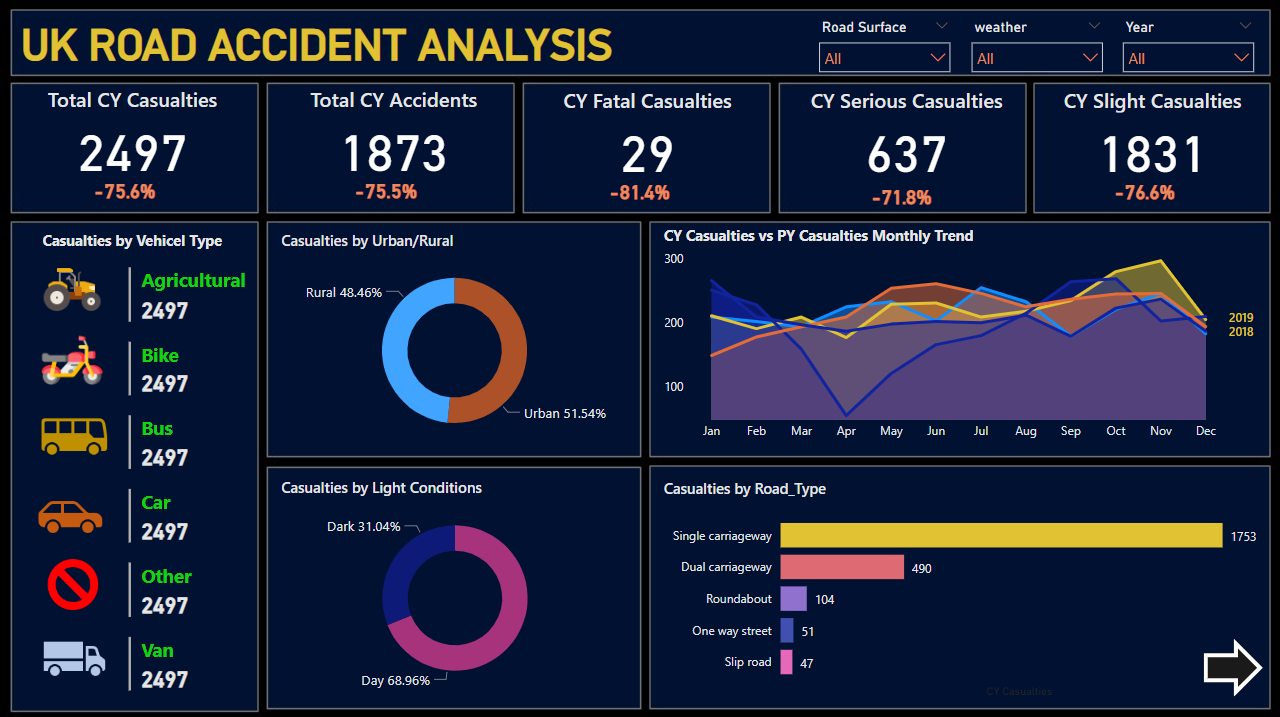 UK ROAD ACCIDENT ANALYSIS
Road Surface
All
weather
All
Year
All
Total CY Casualties
2497
-75.6%
Total CY Accidents
1873
-75.5%
CY Fatal Casualties
29
-81.4%
CY Serious Casualties
637
-71.8%
CY Slight Casualties
1831
-76.6%
Casualties by Vehicel Type
Agricultural
2497
Bike
2497
Bus
2497
Car
2497
Other
2497
Van
2497
Casualties by Urban/Rural
Rural 48.46%
Urban 51.54%
CY Casualties vs PY Casualties Monthly Trend
300
200
100
2019
2018
Jan Feb Mar Apr May Jun Jul Aug Sep Oct Nov Dec
Casualties by Light Conditions
Dark 31.04%
Day 68.96%
Casualties by Road_Type
Single carriageway 1753
Dual carriageway 490
Roundabout 104
One way street 51
Slip road 47
CY Casualties